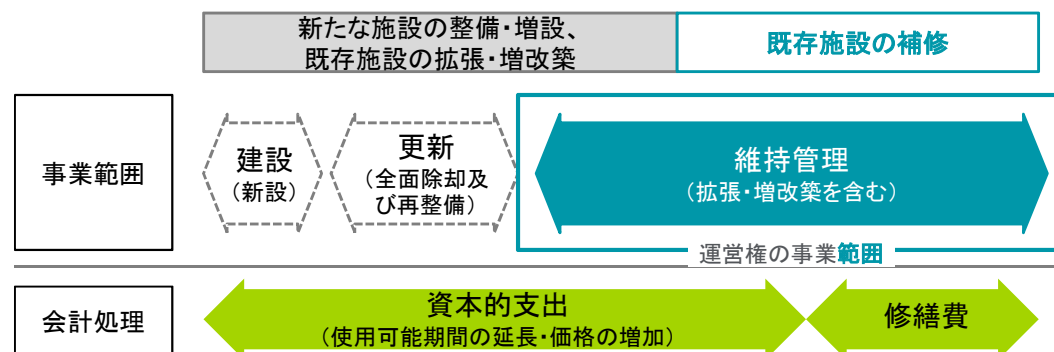 新たな施設の整備・増設、
既存施設の拡張・増改築
既存施設の補修
事業範囲
建設
（新設）
更新
（全面除却及
び再整備）
維持管理
（拡張・増改築を含む）
運営権の事業範囲
会計処理
資本的支出
（使用可能期間の延長・価格の増加）
修繕費